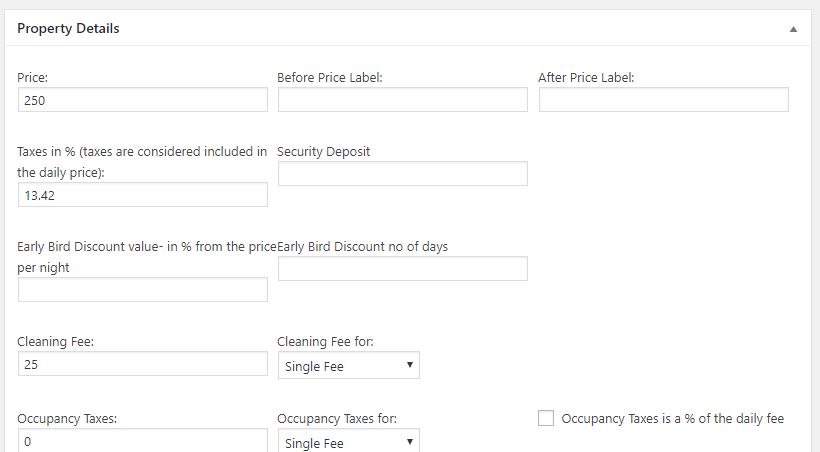 Property Details
Price:
Before Price Label:
After Price Label:
250
Taxes in % (taxes are considered included in
the daily price):
Security Deposit
13.42
Early Bird Discount value- in % from the price
per night
Early Bird Discount no of days
Cleaning Fee:
Cleaning Fee for:
25
Single Fee
Occupancy Taxes:
Occupancy Taxes for:
Occupancy Taxes is a % of the daily fee
0
Single Fee